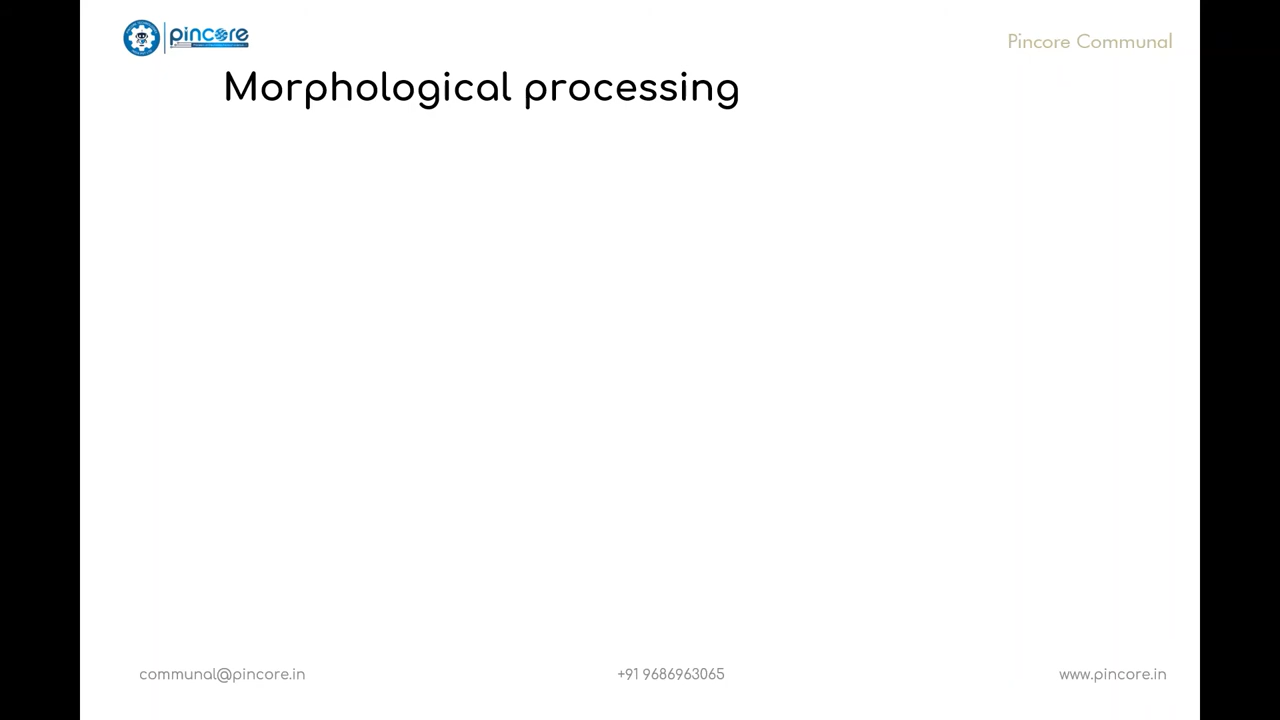 pincore
Pincore Communal
Morphological processing
communal@pincore.in
+91 9686963065
www.pincore.in